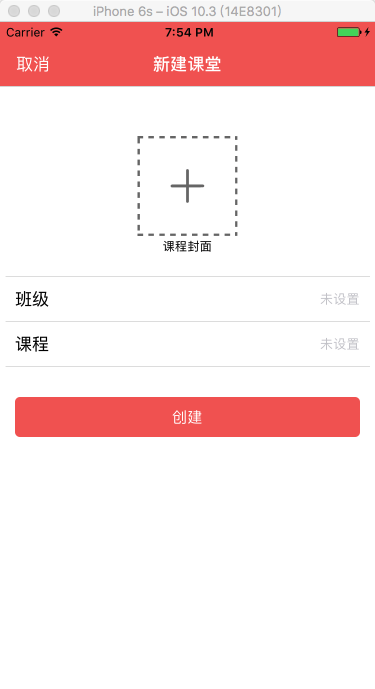 iPhone 6s – iOS 10.3 (14E8301)
Carrier 7:54 PM
取消 新建课堂
课程封面
班级 未设置
课程 未设置
创建